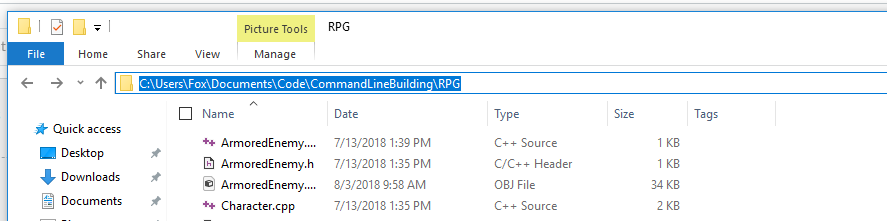 Picture Tools RPG
File Home Share View Manage
C:\Users\Fox\Documents\Code\CommandLineBuilding\RPG
Name Date Type Size Tags
Quick access
ArmoredEnemy.... 7/13/2018 1:39 PM C++ Source 1 KB
Desktop
ArmoredEnemy.h 7/13/2018 1:35 PM C/C++ Header 1 KB
Downloads
ArmoredEnemy.... 8/3/2018 9:58 AM OBJ File 34 KB
Documents
Character.cpp 7/13/2018 1:35 PM C++ Source 2 KB